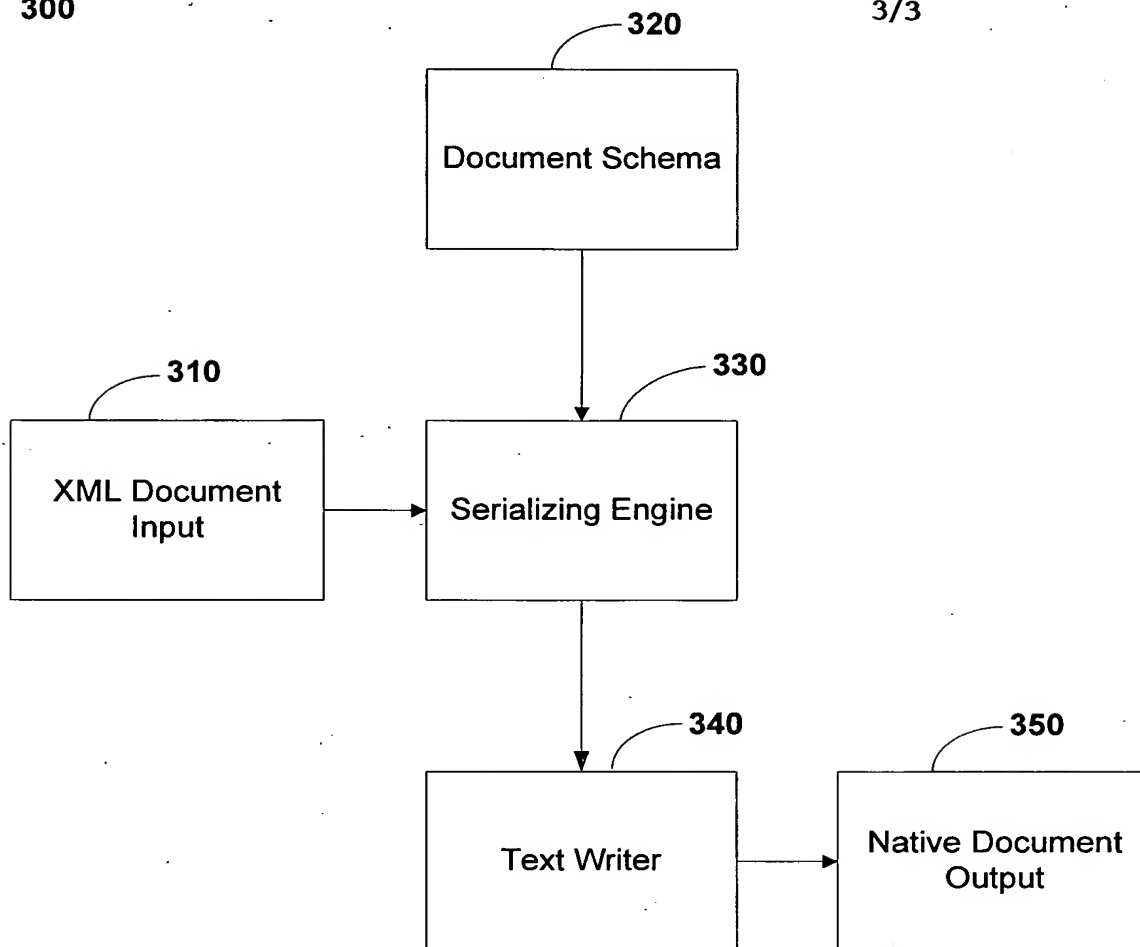 300
3/3
320
Document Schema
310
330
XML Document
Input
Serializing Engine
340
350
Text Writer
Native Document
Output